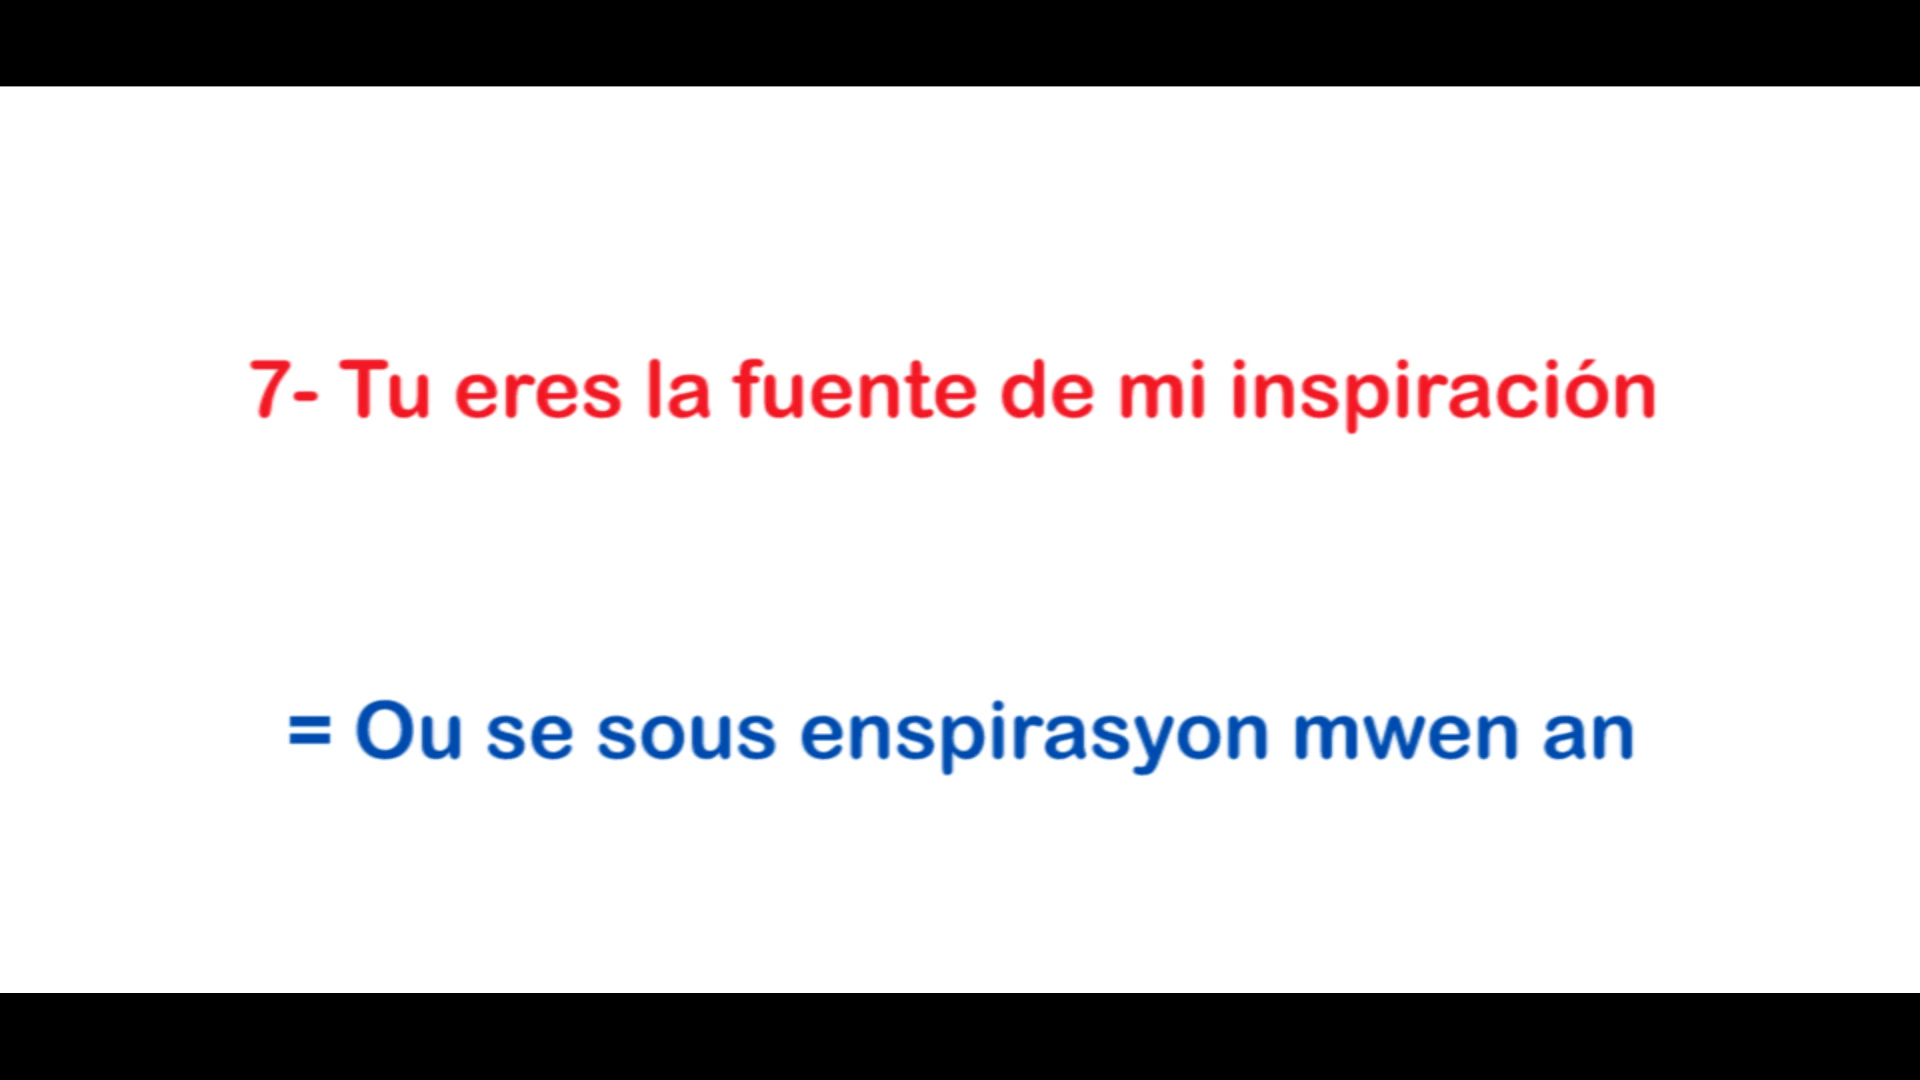 7- Tu eres la fuente de mi inspiración
= Ou se sous enspirasyon mwen an